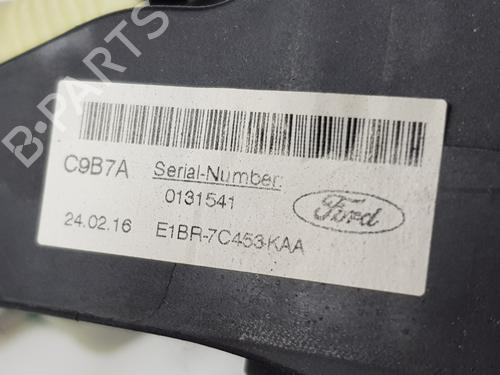 B-PARTS
C9B7A Serial-Number:
0131541
24.02.16 E1BR-7C453-KAA
Ford